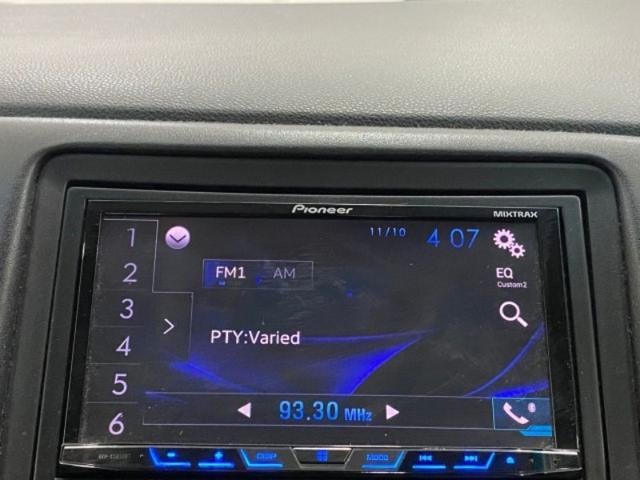 Pioneer
MIXTRAX
11/10
4 07
1
2
3
4
5
6
FM1 AM
EQ
Custom2
PTY:Varied
93.30 MHz
DISP
MODE